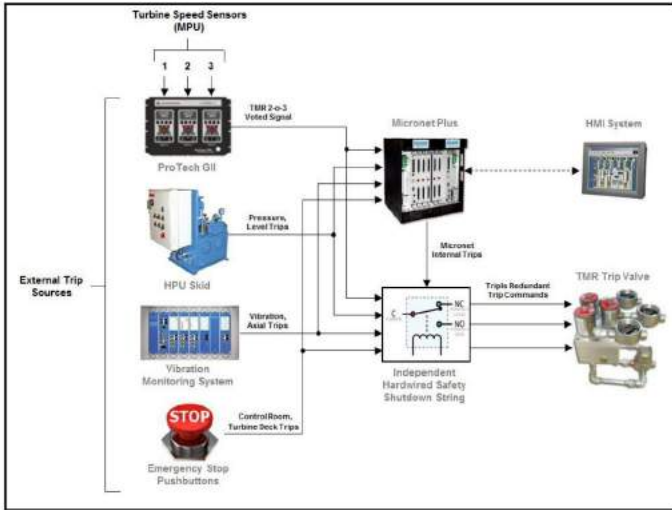 Turbine Speed Sensors
(MPU)
1 2 3
TMR 2-o-3
Voted Signal
ProTech GII
Micronet Plus
HMI System
Pressure,
Level Trips
HPU Skid
External Trip
Sources
Micronet
Internal Trips
Vibration,
Axial Trips
Vibration
Monitoring System
C
NC
NO
Triple Redundant
Trip Commands
TMR Trip Valve
Independent
Hardwired Safety
Shutdown String
STOP
Control Room,
Turbine Deck Trips
Emergency Stop
Pushbuttons